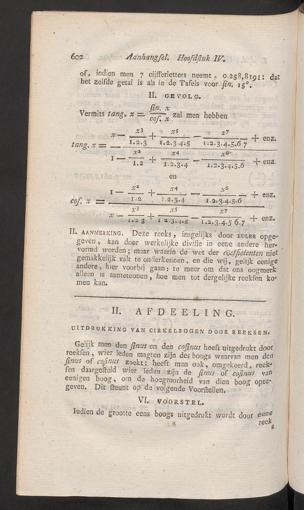 602 Aanhangsel. Hoofdstuk IV.
of, indien men 7 cijfferletters neemt, 0.258,8191: dat
het zelfde getal is als in de Tafels voor sin. 15°.
II. GEVOLG.
Vermits tang. x = sin. x / cos. x zal men hebben
tang. x = (x − x3/1.2.3 + x5/1.2.3.4.5 − x7/1.2.3.4.5.6.7 + enz.) / (1 − x2/1.2 + x4/1.2.3.4 − x6/1.2.3.4.5.6 + enz.)
en
cot. x = (1 − x2/1.2 + x4/1.2.3.4 − x6/1.2.3.4.5.6 + enz.) / (x − x3/1.2.3 + x5/1.2.3.4.5 − x7/1.2.3.4.5.6.7 + enz.)
II. AANMERKING. Deze reeks, insgelijks door EULER opge-
geven, kan door werkelijke divisie in eene andere her-
vormd worden; maar waarin de wet der coëfficienten niet
gemakkelijk valt te onderkennen, en die wij, gelijk eenige
andere, hier voorbij gaan; te meer om dat ons oogmerk
alleen is aantetoonen, hoe men tot dergelijke reeksen ko-
men kan.
II. AFDEELING.
UITDRUKKING VAN CIRKELBOGEN DOOR REEKSEN.
Gelijk men den sinus en den cosinus heeft uitgedrukt door
reeksen, wier leden magten zijn des boogs waarvan men den
sinus of cosinus zoekt: heeft men ook, omgekeerd, reek-
sen daargesteld wier leden zijn de sinus of cosinus van
eenigen boog, om de hoegrootheid van dien boog optege-
geven. Dit steunt op de volgende Voorstellen.
VI. VOORSTEL.
Indien de grootte eens boogs uitgedrukt wordt door eene
reek